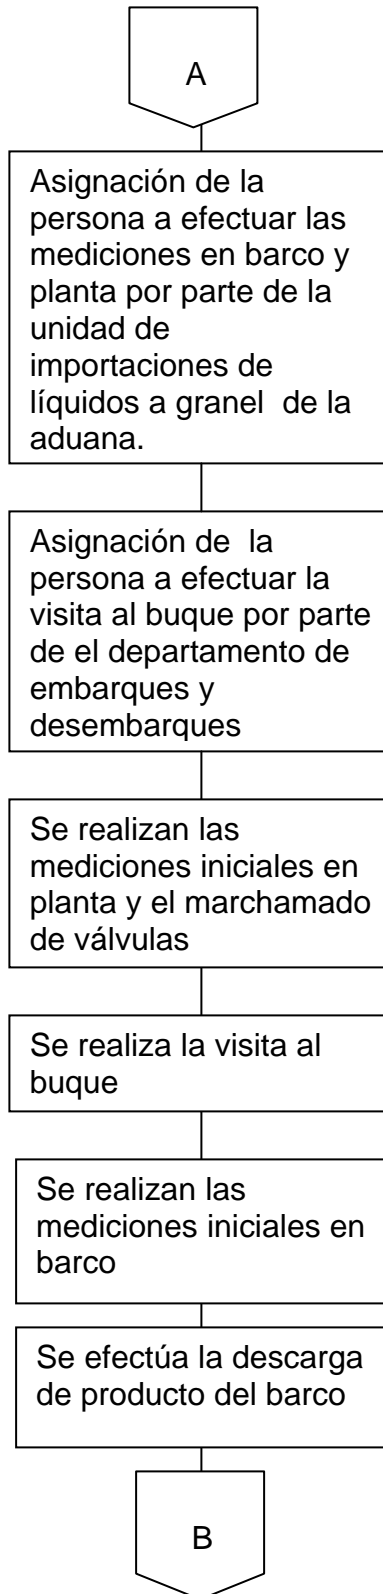 A
Asignación de la
persona a efectuar las
mediciones en barco y
planta por parte de la
unidad de
importaciones de
líquidos a granel de la
aduana.
Asignación de la
persona a efectuar la
visita al buque por parte
de el departamento de
embarques y
desembarques
Se realizan las
mediciones iniciales en
planta y el marchamado
de válvulas
Se realiza la visita al
buque
Se realizan las
mediciones iniciales en
barco
Se efectúa la descarga
de producto del barco
B